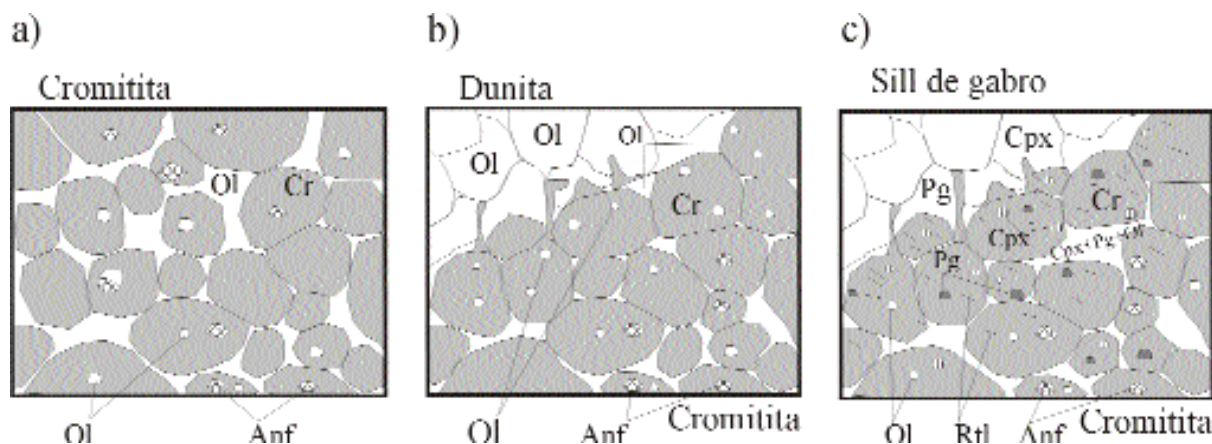 a)
Cromitita
Ol
Cr
Ol
Anf
b)
Dunita
Ol
Ol
Ol
Cr
Ol
Anf
Cromitita
c)
Sill de gabro
Cpx
Pg
Cr
Cpx
Pg
Ol
Rtl
Anf
Cromitita